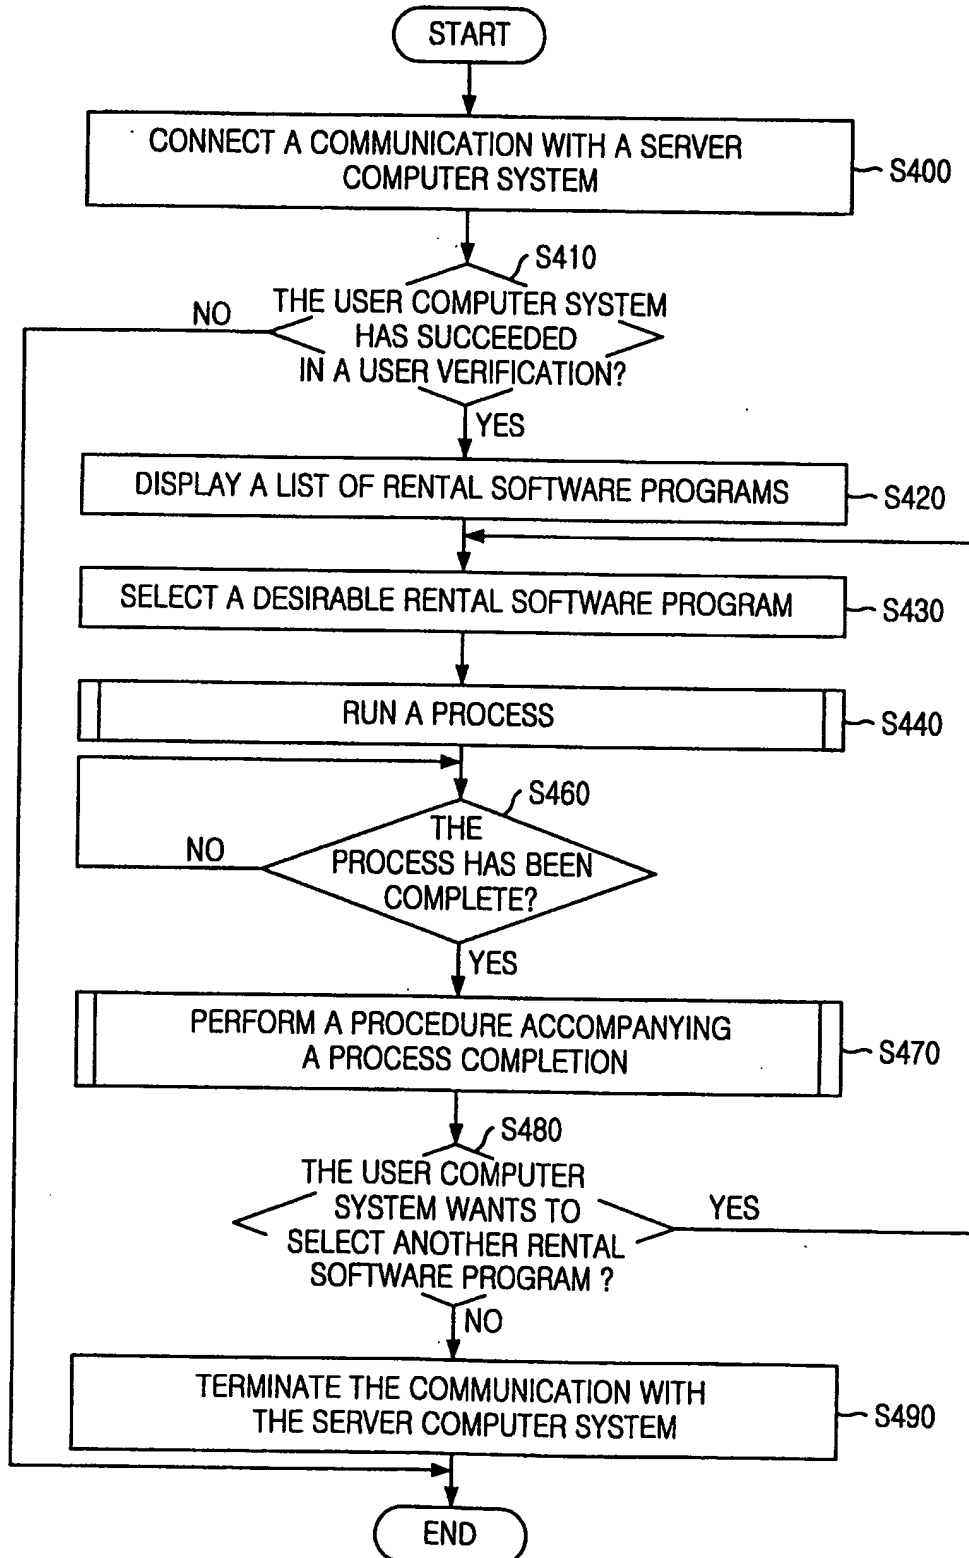 START
CONNECT A COMMUNICATION WITH A SERVER
COMPUTER SYSTEM
S400
S410
THE USER COMPUTER SYSTEM
HAS SUCCEEDED
IN A USER VERIFICATION?
NO
YES
DISPLAY A LIST OF RENTAL SOFTWARE PROGRAMS
S420
SELECT A DESIRABLE RENTAL SOFTWARE PROGRAM
S430
RUN A PROCESS
S440
S460
THE
PROCESS HAS BEEN
COMPLETE?
NO
YES
PERFORM A PROCEDURE ACCOMPANYING
A PROCESS COMPLETION
S470
S480
THE USER COMPUTER
SYSTEM WANTS TO
SELECT ANOTHER RENTAL
SOFTWARE PROGRAM ?
YES
NO
TERMINATE THE COMMUNICATION WITH
THE SERVER COMPUTER SYSTEM
S490
END